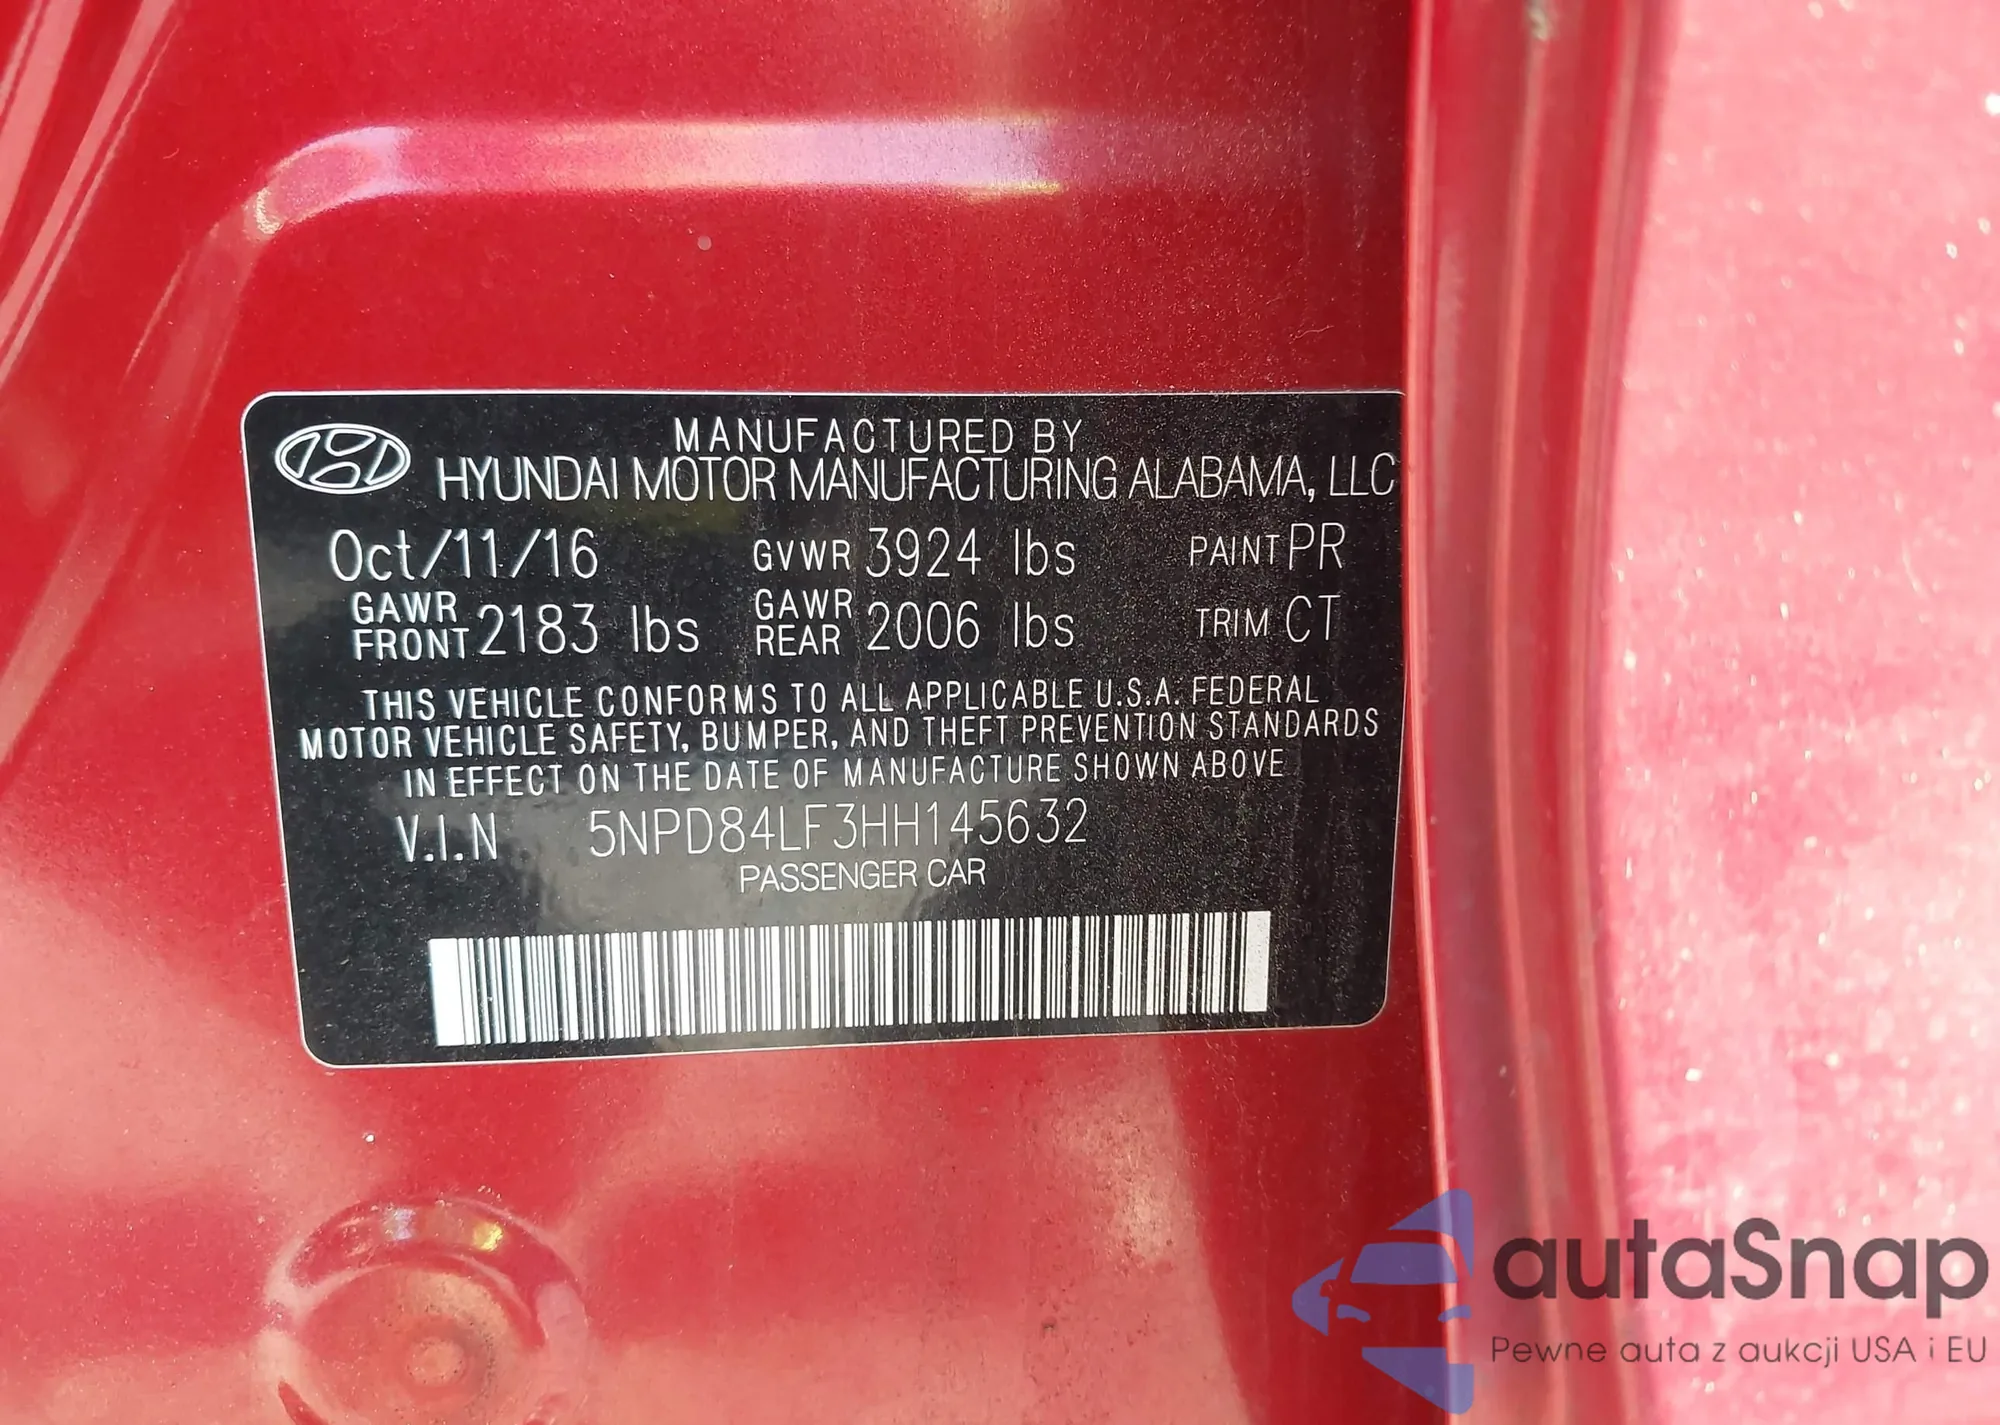 MANUFACTURED BY
HYUNDAI MOTOR MANUFACTURING ALABAMA, LLC
Oct/11/16 GVWR 3924 lbs PAINT PR
GAWR FRONT 2183 lbs GAWR REAR 2006 lbs TRIM CT
THIS VEHICLE CONFORMS TO ALL APPLICABLE U.S.A. FEDERAL
MOTOR VEHICLE SAFETY, BUMPER, AND THEFT PREVENTION STANDARDS
IN EFFECT ON THE DATE OF MANUFACTURE SHOWN ABOVE
V.I.N 5NPD84LF3HH145632
PASSENGER CAR
autaSnap
Pewne auta z aukcji USA i EU